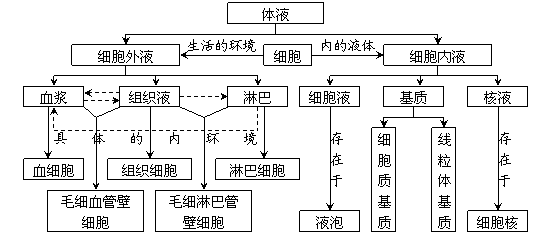 体液
细胞外液
生活的环境
细胞
内的液体
细胞内液
血浆
组织液
淋巴
细胞液
基质
核液
具体的内环境
存在于
细胞质基质
线粒体基质
存在于
血细胞
组织细胞
淋巴细胞
毛细血管壁
细胞
毛细淋巴管
壁细胞
液泡
细胞核